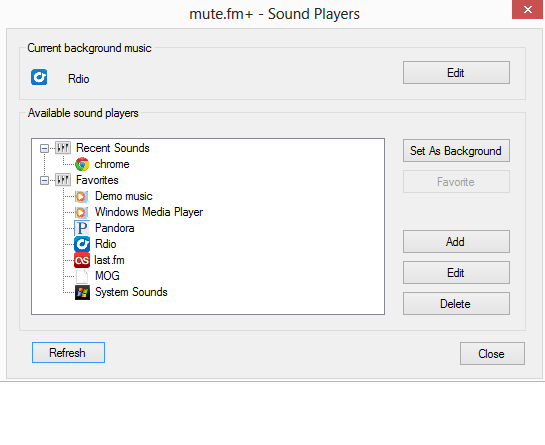 mute.fm+ - Sound Players
Current background music
Rdio
Edit
Available sound players
Recent Sounds
chrome
Favorites
Demo music
Windows Media Player
Pandora
Rdio
last.fm
MOG
System Sounds
Set As Background
Favorite
Add
Edit
Delete
Refresh
Close